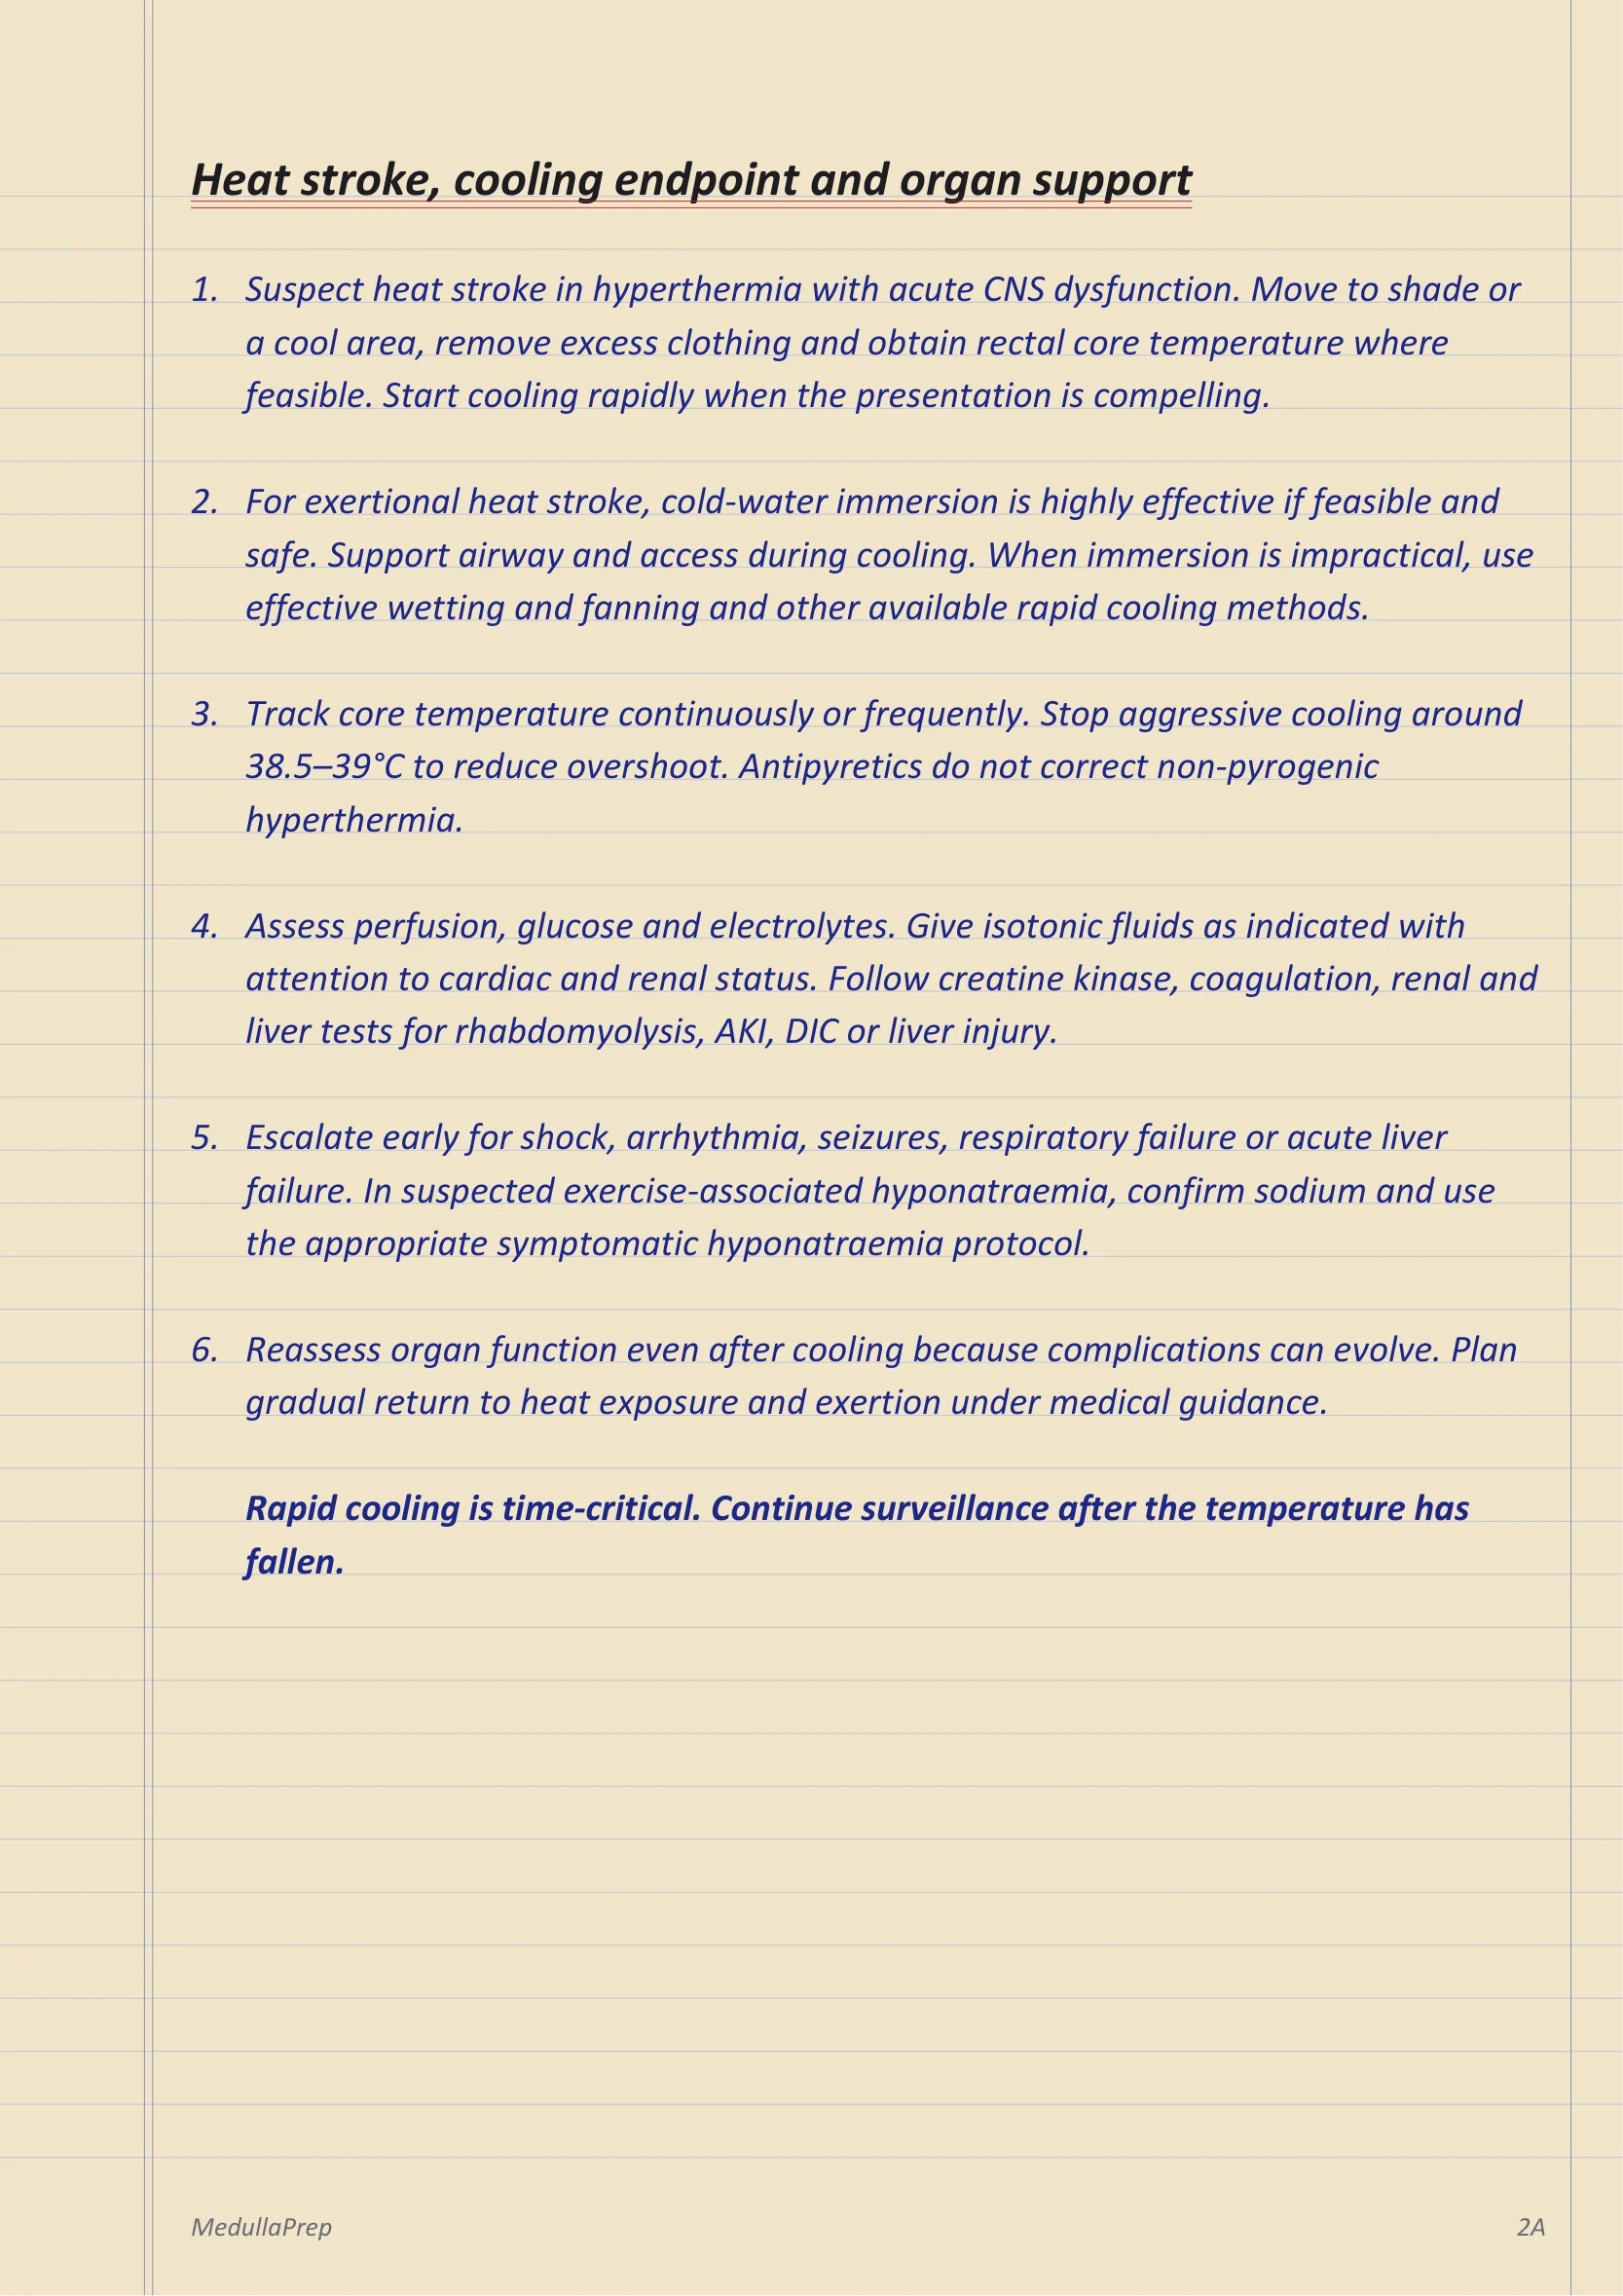 Heat stroke, cooling endpoint and organ support
1. Suspect heat stroke in hyperthermia with acute CNS dysfunction. Move to shade or
a cool area, remove excess clothing and obtain rectal core temperature where
feasible. Start cooling rapidly when the presentation is compelling.
2. For exertional heat stroke, cold-water immersion is highly effective if feasible and
safe. Support airway and access during cooling. When immersion is impractical, use
effective wetting and fanning and other available rapid cooling methods.
3. Track core temperature continuously or frequently. Stop aggressive cooling around
38.5–39°C to reduce overshoot. Antipyretics do not correct non-pyrogenic
hyperthermia.
4. Assess perfusion, glucose and electrolytes. Give isotonic fluids as indicated with
attention to cardiac and renal status. Follow creatine kinase, coagulation, renal and
liver tests for rhabdomyolysis, AKI, DIC or liver injury.
5. Escalate early for shock, arrhythmia, seizures, respiratory failure or acute liver
failure. In suspected exercise-associated hyponatraemia, confirm sodium and use
the appropriate symptomatic hyponatraemia protocol.
6. Reassess organ function even after cooling because complications can evolve. Plan
gradual return to heat exposure and exertion under medical guidance.
Rapid cooling is time-critical. Continue surveillance after the temperature has
fallen.
MedullaPrep
2A